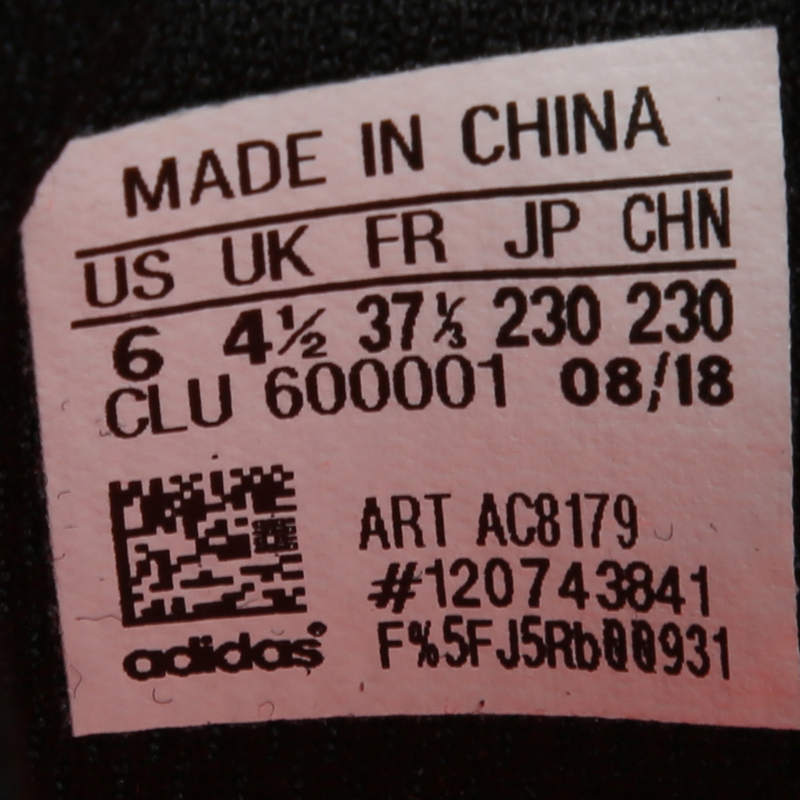 MADE IN CHINA
US UK FR JP CHN
6 4½ 37⅓ 230 230
CLU 600001 08/18
ART AC8179
#120743841
adidas®
F%5FJ5Rb00931